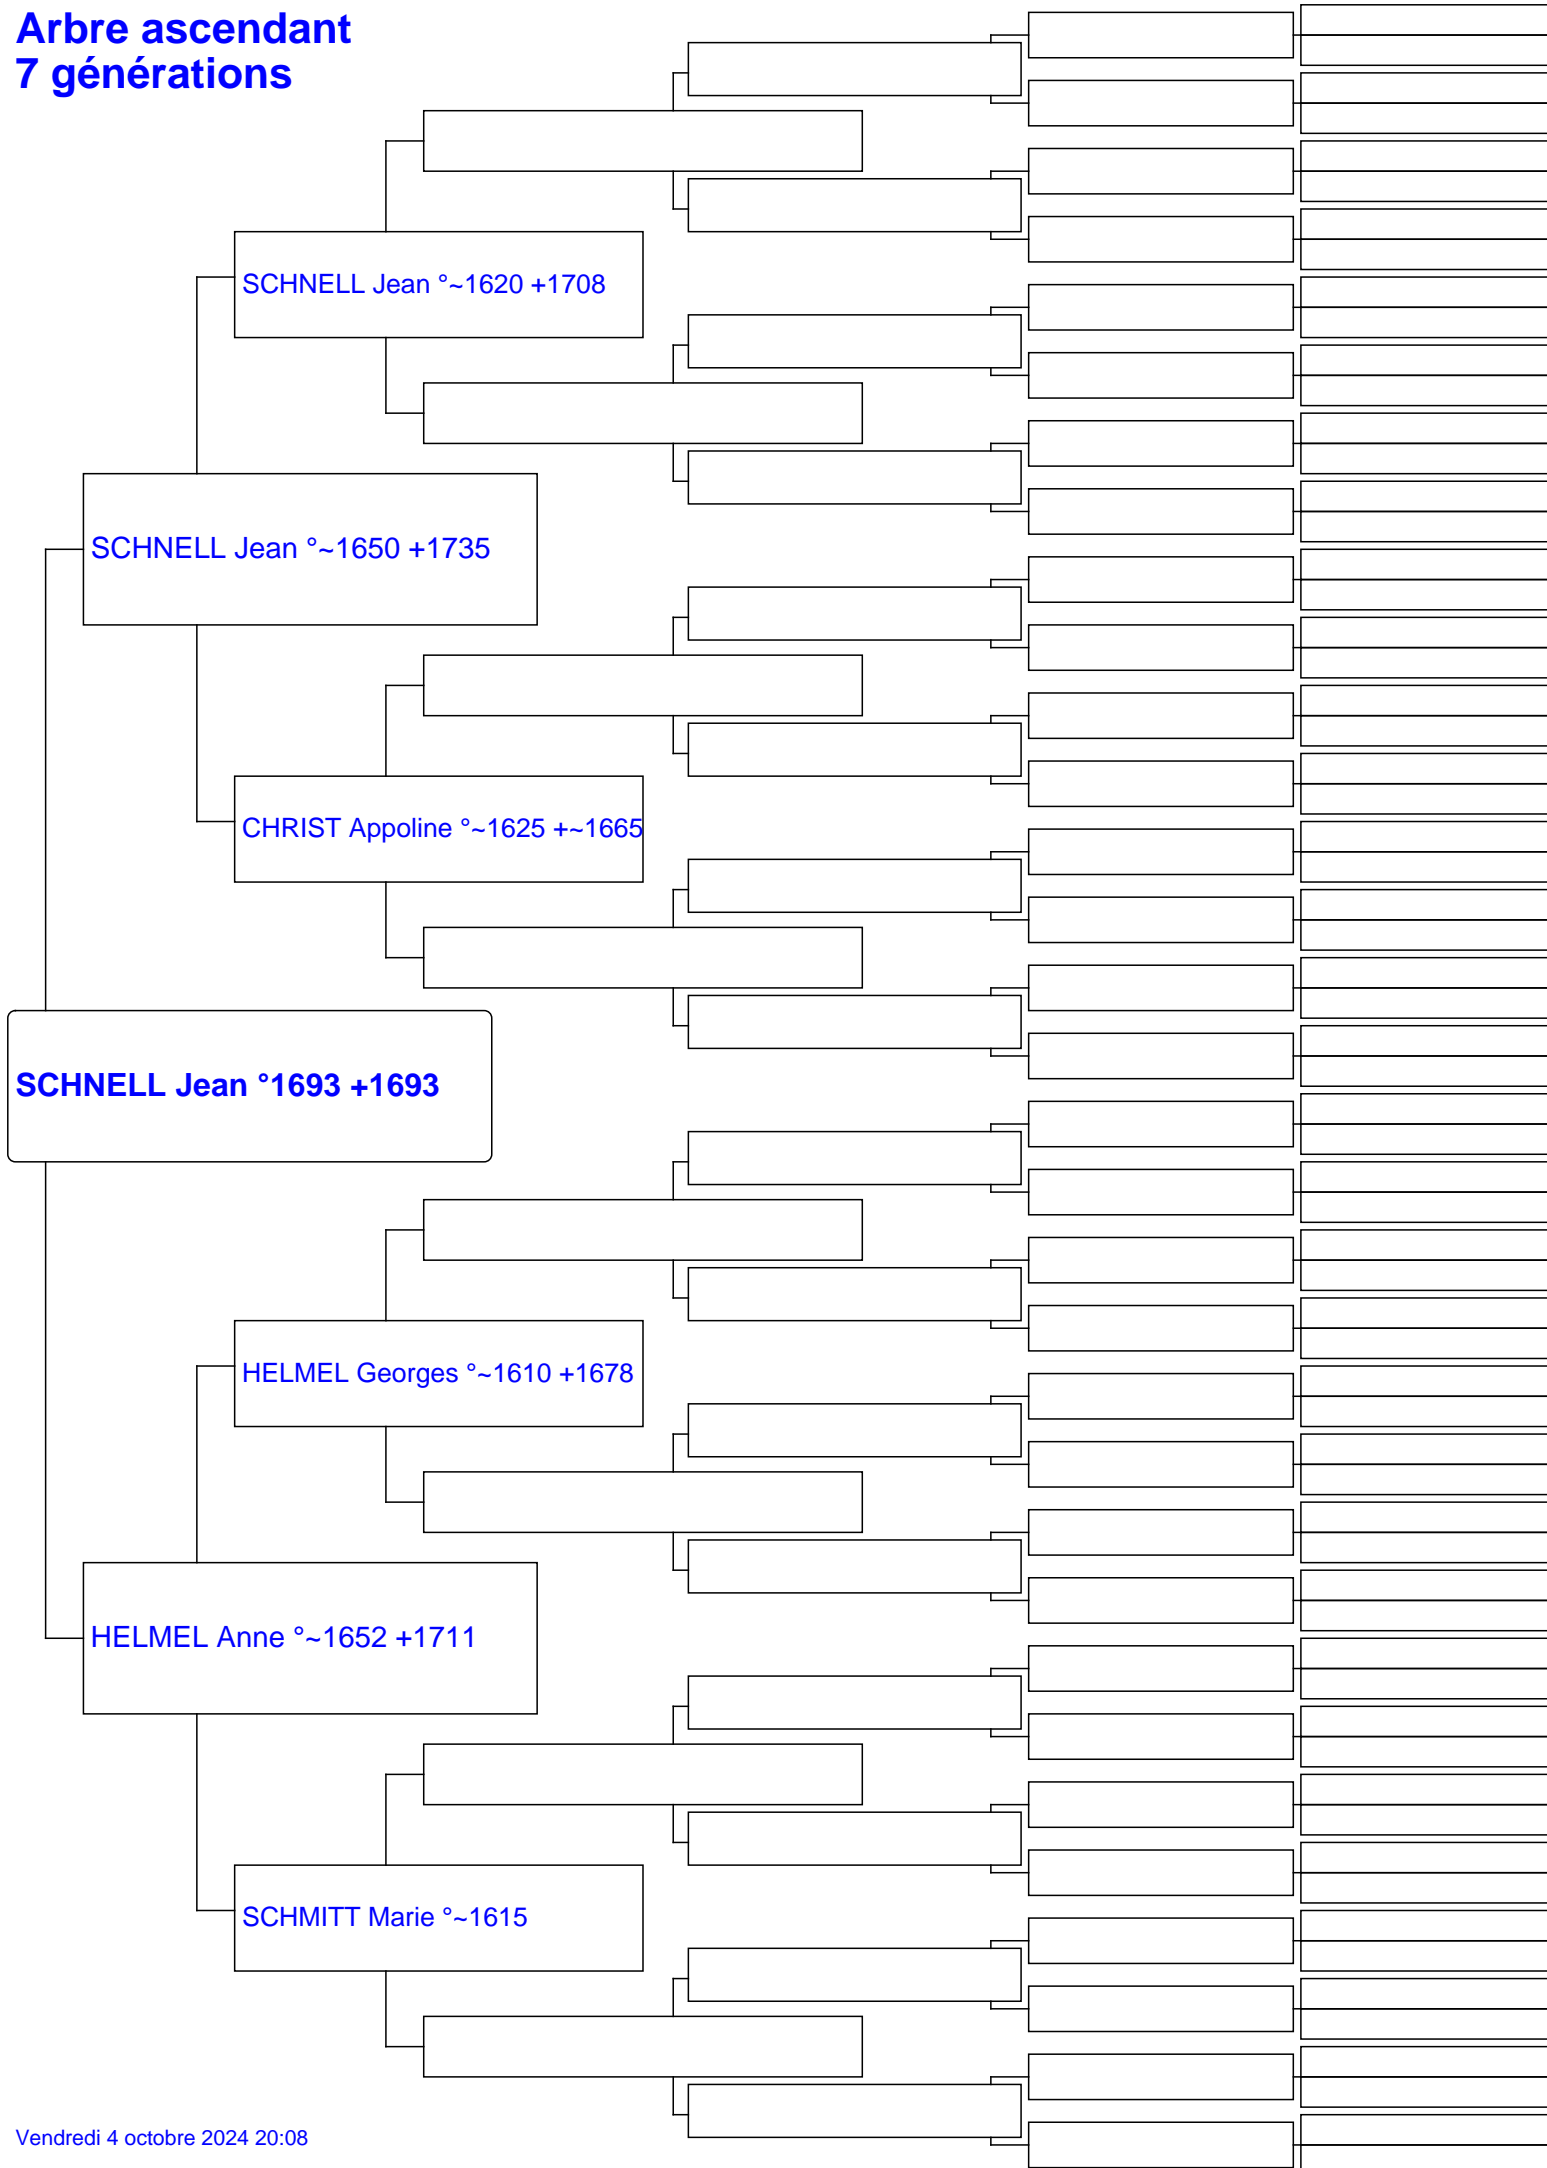 Arbre ascendant
7 générations
SCHNELL Jean °~1620 +1708
SCHNELL Jean °~1650 +1735
CHRIST Appoline °~1625 +~1665
SCHNELL Jean °1693 +1693
HELMEL Georges °~1610 +1678
HELMEL Anne °~1652 +1711
SCHMITT Marie °~1615
Vendredi 4 octobre 2024 20:08